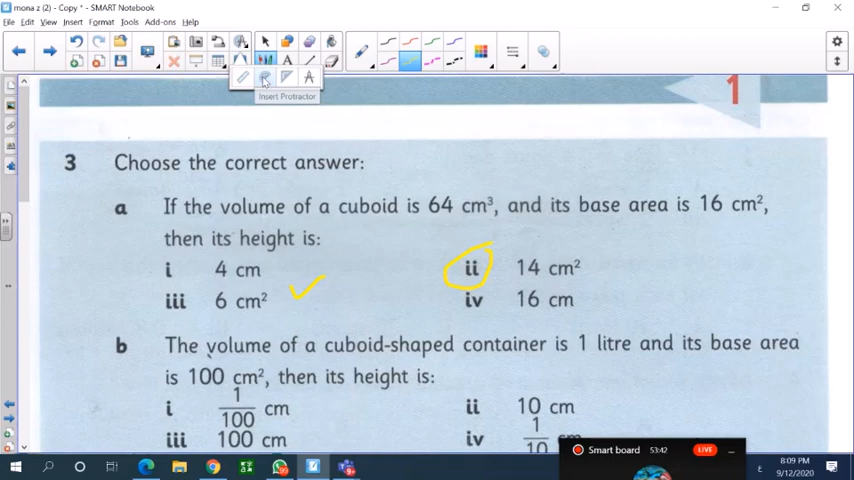 mona z (2) - Copy * - SMART Notebook
File Edit View Insert Format Tools Add-ons Help
Insert Protractor
1
3 Choose the correct answer:
a If the volume of a cuboid is 64 cm³, and its base area is 16 cm²,
then its height is:
i 4 cm ii 14 cm²
iii 6 cm² iv 16 cm
b The volume of a cuboid-shaped container is 1 litre and its base area
is 100 cm², then its height is:
i 1/100 cm ii 10 cm
iii 100 cm iv 1/10 cm
Smart board 53:42 LIVE
99
9+
8:09 PM
9/12/2020